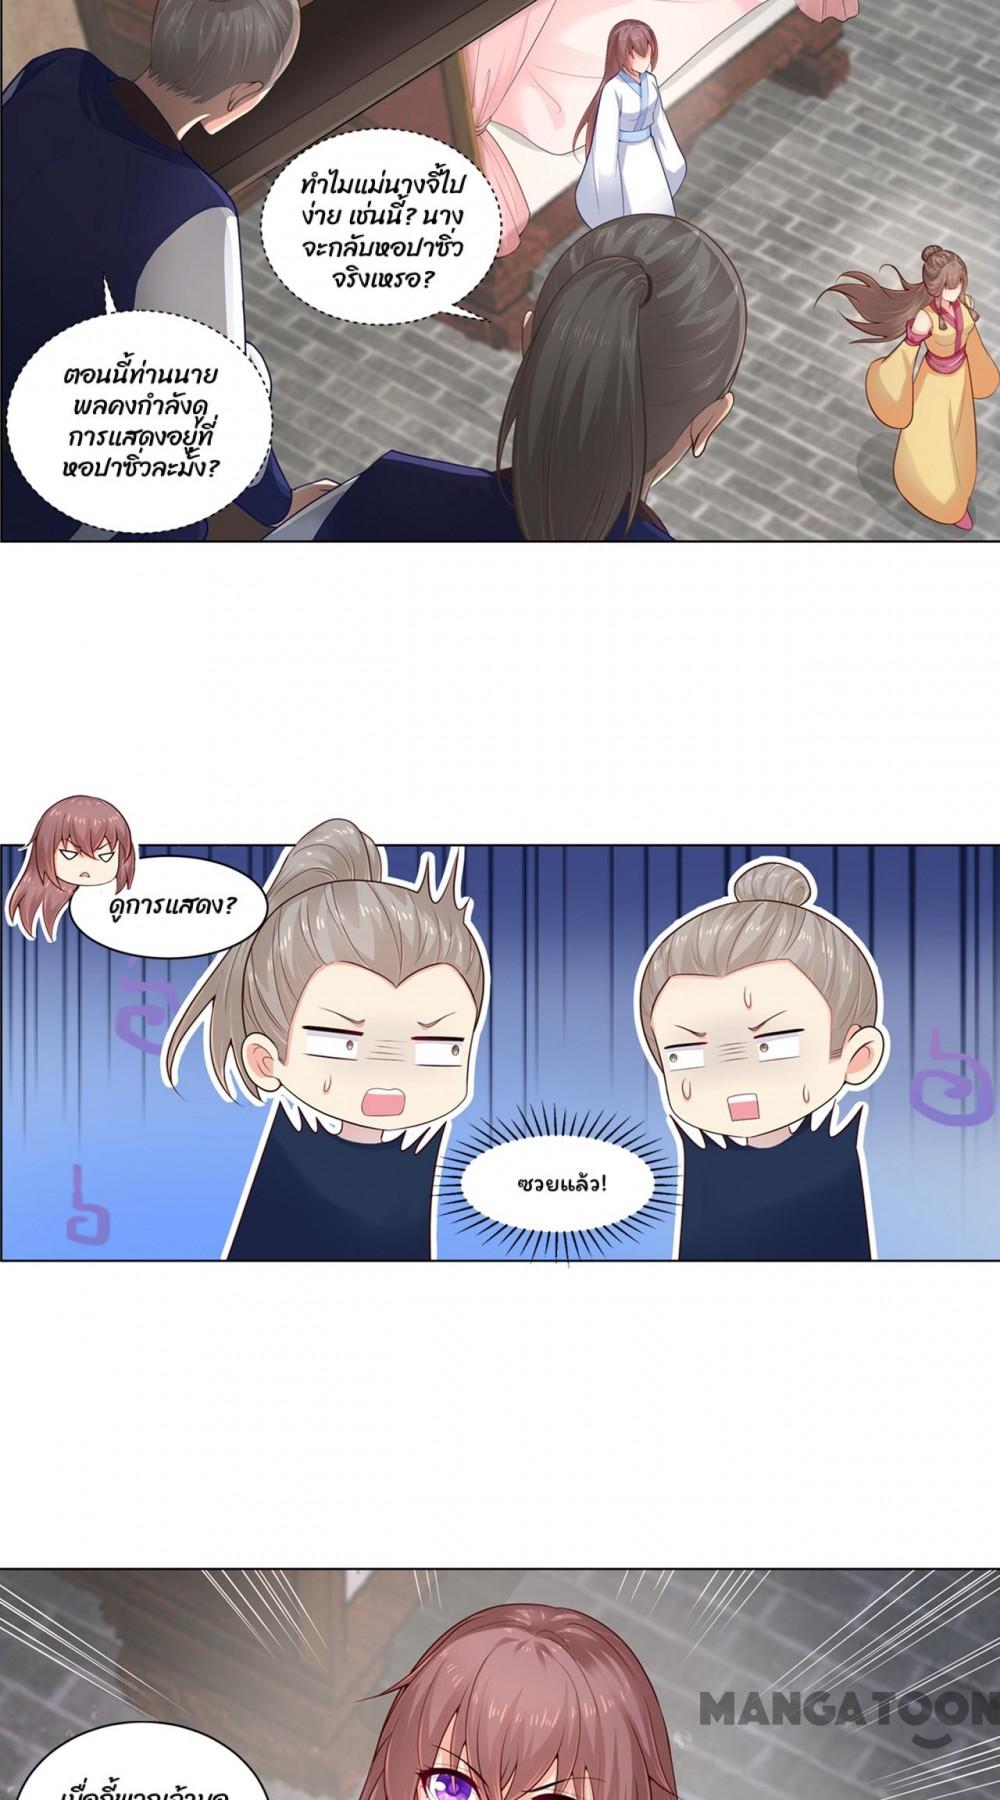 ทำไมแม่นางจี้ไป
ง่าย เช่นนี้? นาง
จะกลับหอปาซิ่ว
จริงเหรอ?
ตอนนี้ท่านนาย
พลคงกำลังดู
การแสดงอยู่ที่
หอปาซิ่วละมั้ง?
ดูการแสดง?
ซวยแล้ว!
MANGATOON